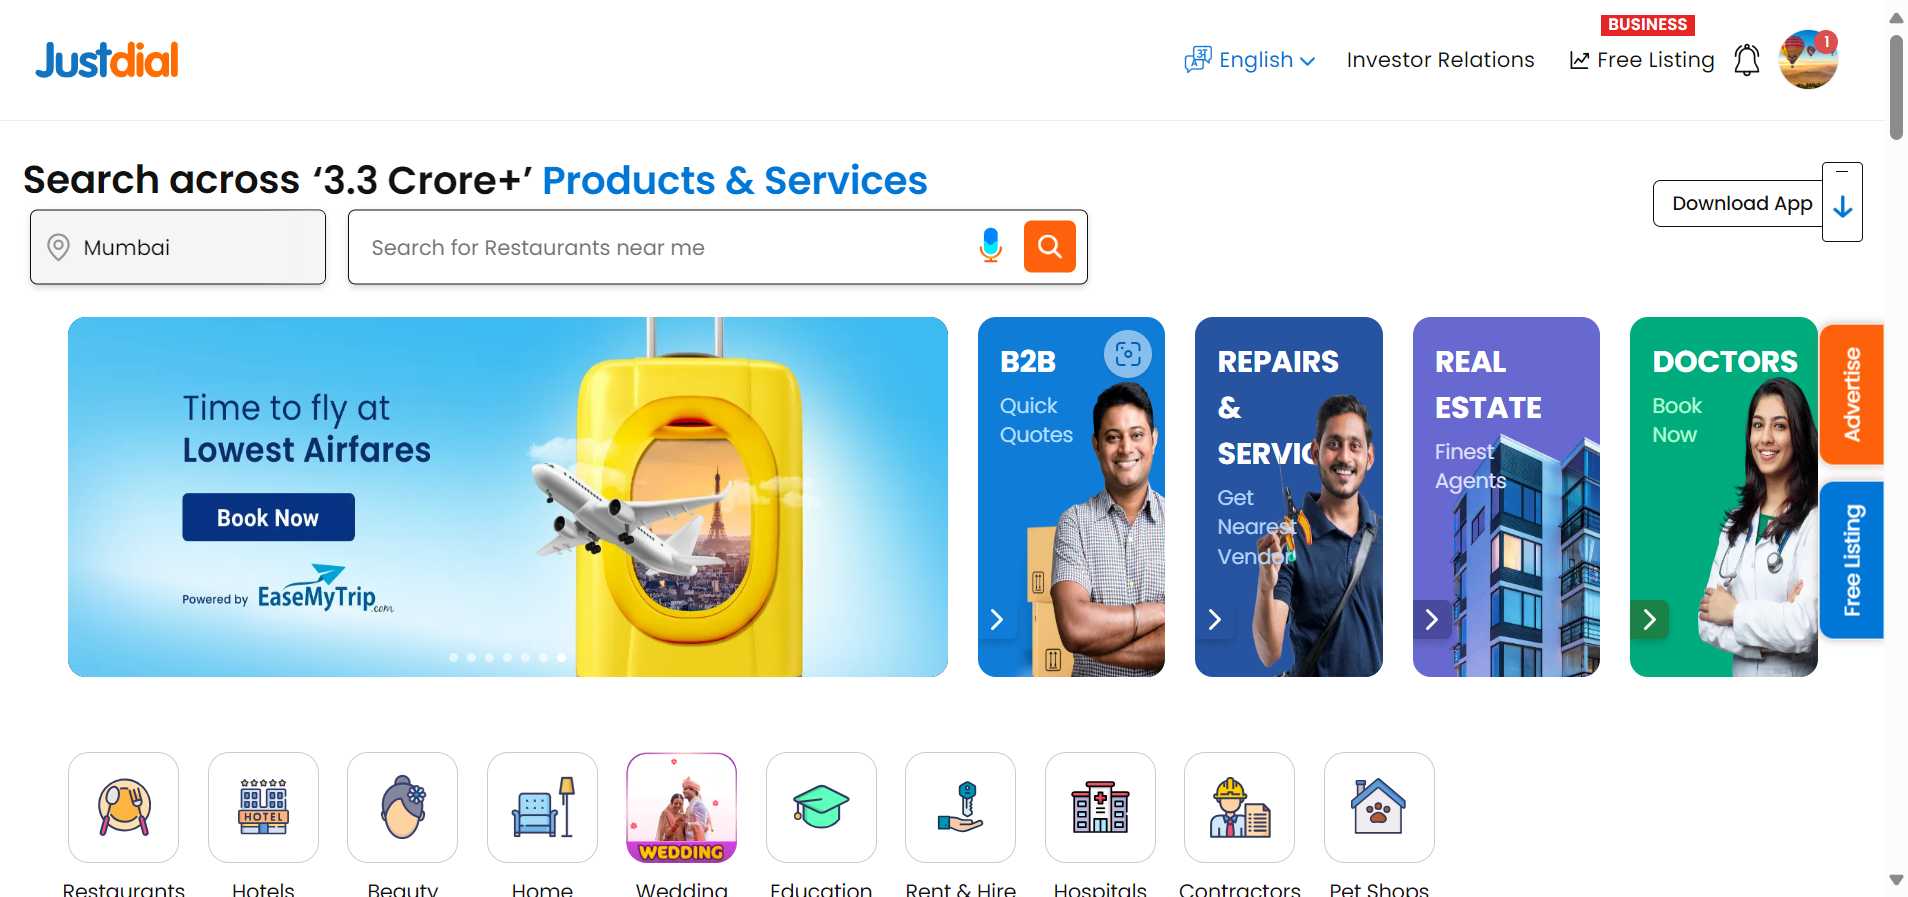 Justdial
English
Investor Relations
BUSINESS
Free Listing
1
Search across ‘3.3 Crore+’ Products & Services
Mumbai
Search for Restaurants near me
Download App
Time to fly at
Lowest Airfares
Book Now
Powered by EaseMyTrip.com
B2B
Quick
Quotes
REPAIRS
&
SERVIC
Get
Nearest
Vendor
REAL
ESTATE
Finest
Agents
DOCTORS
Book
Now
Advertise
Free Listing
HOTEL
WEDDING
Restaurants
Hotels
Beauty
Home
Wedding
Education
Rent & Hire
Hospitals
Contractors
Pet Shops